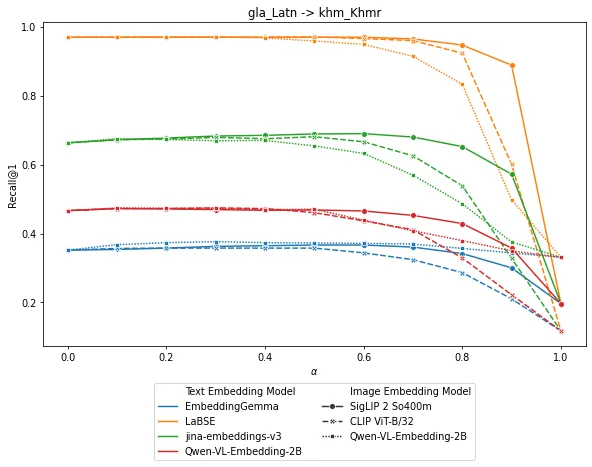 gla_Latn -> khm_Khmr
Recall@1
1.0
0.8
0.6
0.4
0.2
0.0 0.2 0.4 0.6 0.8 1.0
α
Text Embedding Model
EmbeddingGemma
LaBSE
jina-embeddings-v3
Qwen-VL-Embedding-2B
Image Embedding Model
SigLIP 2 So400m
CLIP ViT-B/32
Qwen-VL-Embedding-2B